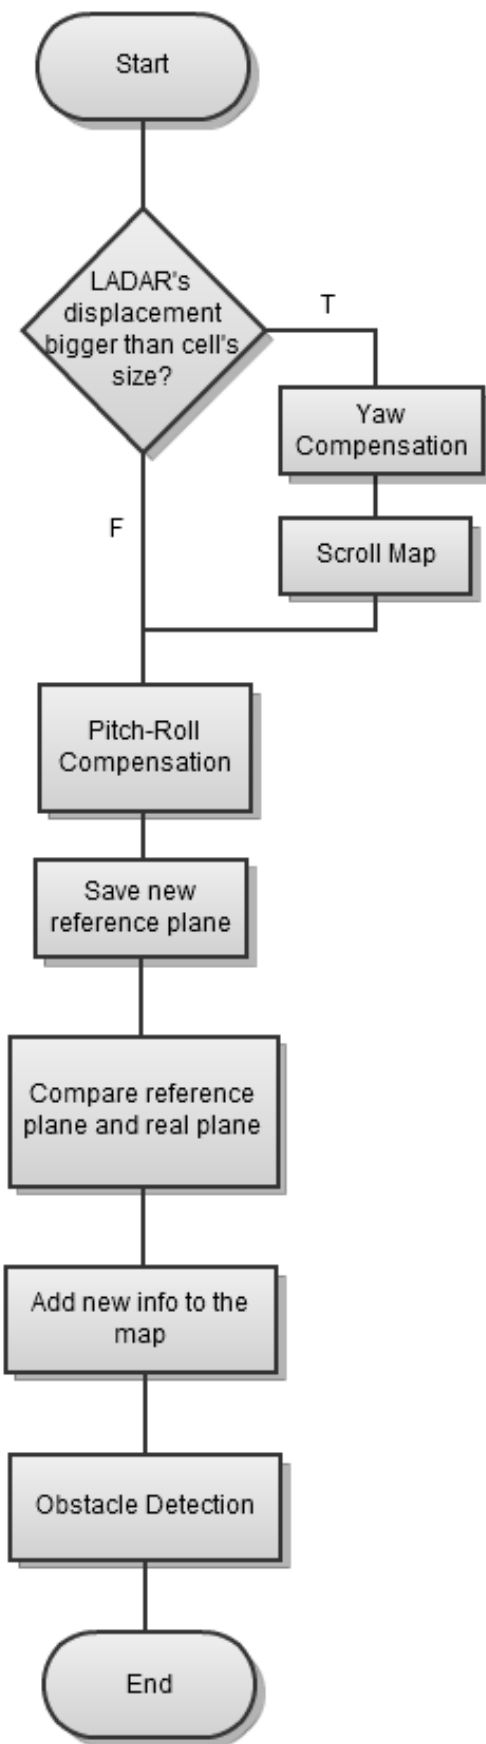 Start
LADAR's
displacement
bigger than cell's
size?
T
Yaw
Compensation
F
Scroll Map
Pitch-Roll
Compensation
Save new
reference plane
Compare reference
plane and real plane
Add new info to the
map
Obstacle Detection
End